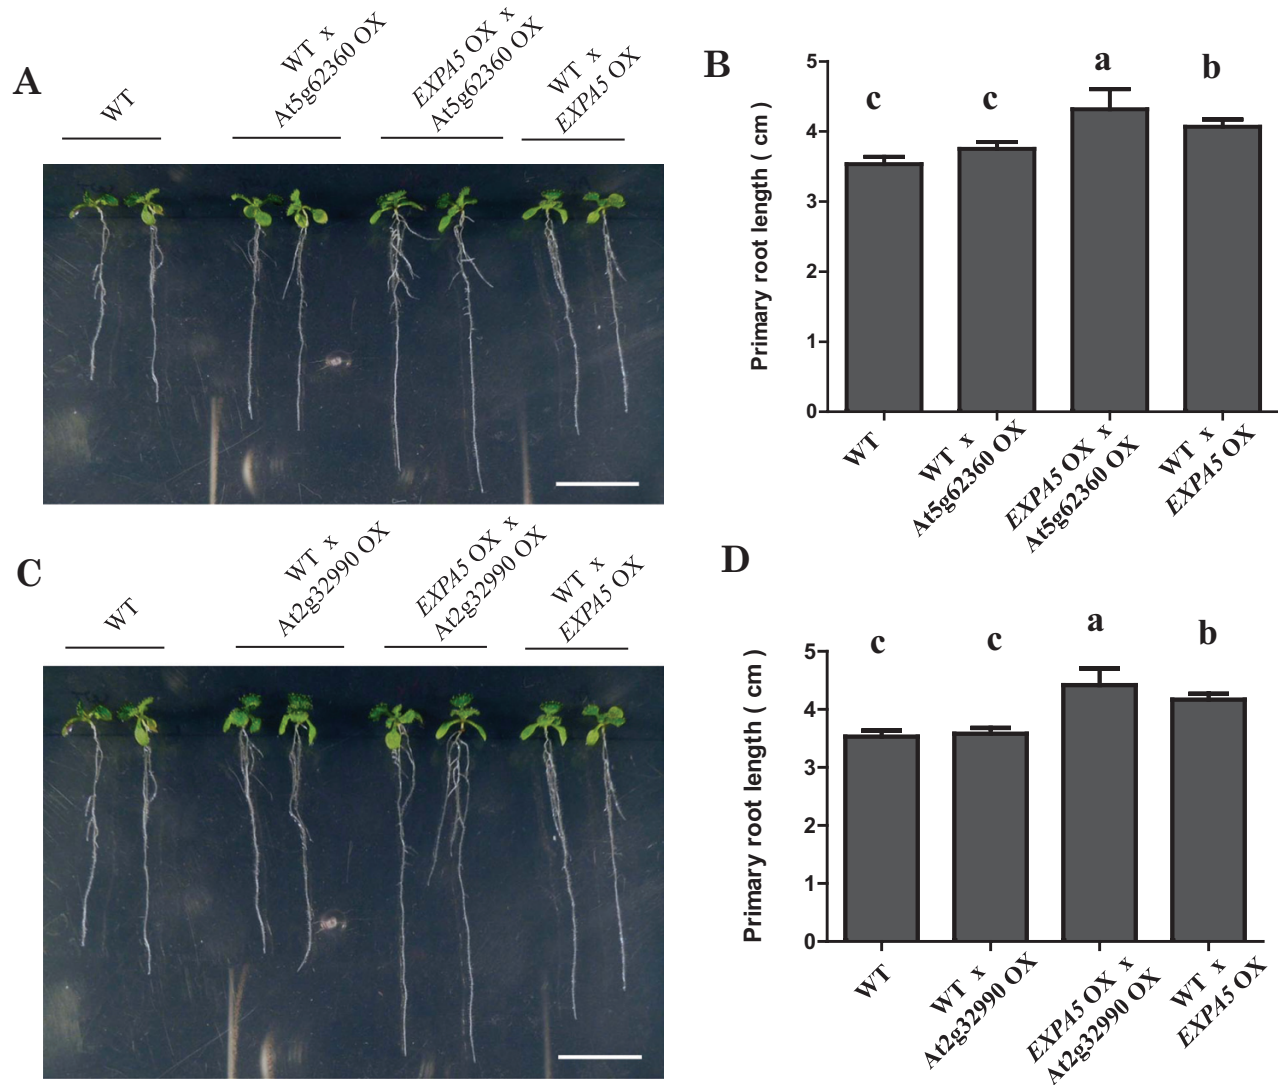 A
WT
WT x
At5g62360 OX
EXPA5 OX x
At5g62360 OX
WT x
EXPA5 OX
B
Primary root length ( cm )
5
4
3
2
1
0
c
c
a
b
WT
WT x
At5g62360 OX
EXPA5 OX x
At5g62360 OX
WT x
EXPA5 OX
C
WT
WT x
At2g32990 OX
EXPA5 OX x
At2g32990 OX
WT x
EXPA5 OX
D
Primary root length ( cm )
5
4
3
2
1
0
c
c
a
b
WT
WT x
At2g32990 OX
EXPA5 OX x
At2g32990 OX
WT x
EXPA5 OX